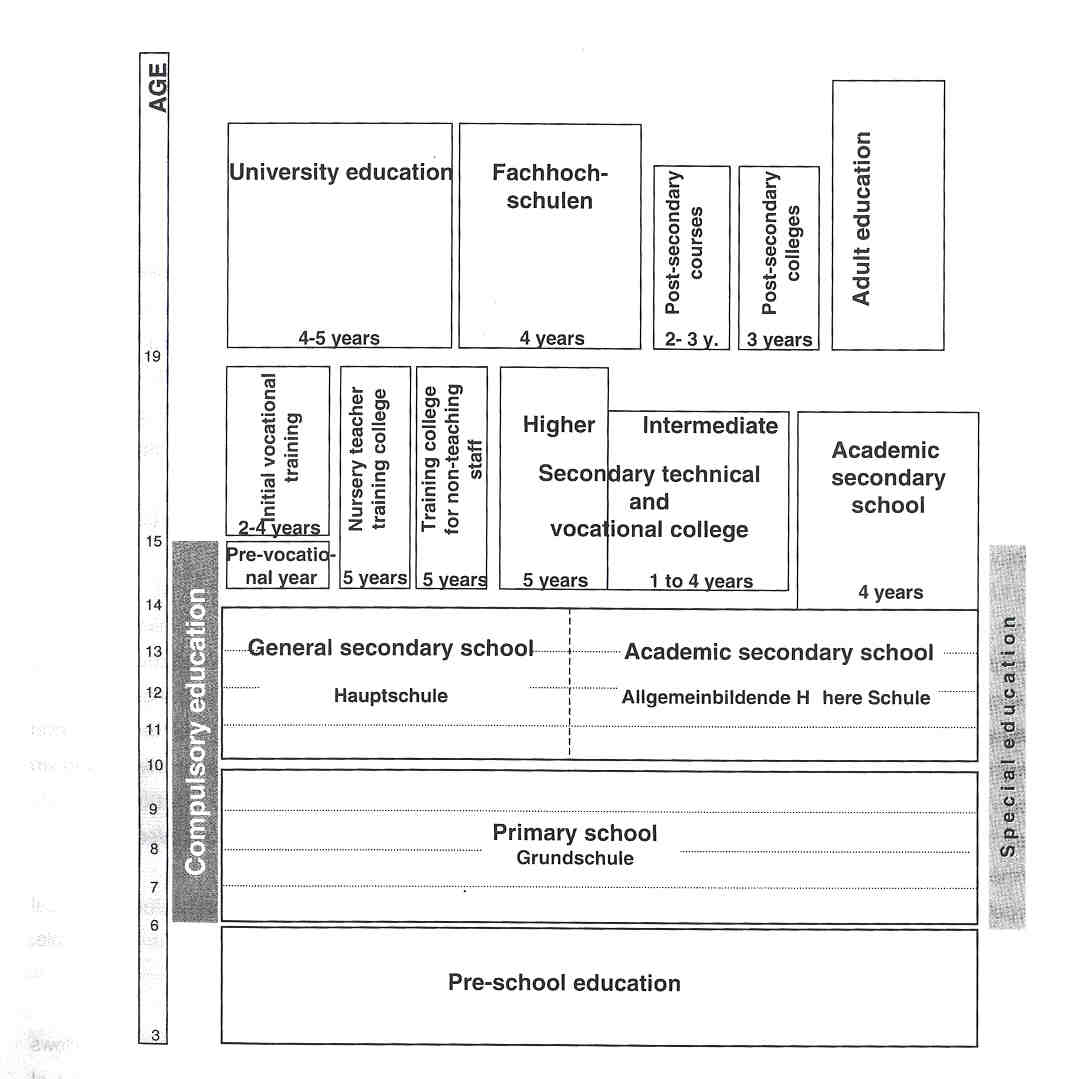 AGE
University education
4-5 years
Fachhoch-
schulen
4 years
Post-secondary
courses
2- 3 y.
Post-secondary
colleges
3 years
Adult education
19
Initial vocational
training
2-4 years
Pre-vocatio-
nal year
Nursery teacher
training college
5 years
Training college
for non-teaching
staff
5 years
Higher
Intermediate
Secondary technical
and
vocational college
5 years
1 to 4 years
Academic
secondary
school
4 years
15
14
13
12
11
10
9
8
7
6
3
Compulsory education
Special education
General secondary school
Hauptschule
Academic secondary school
Allgemeinbildende H here Schule
Primary school
Grundschule
Pre-school education